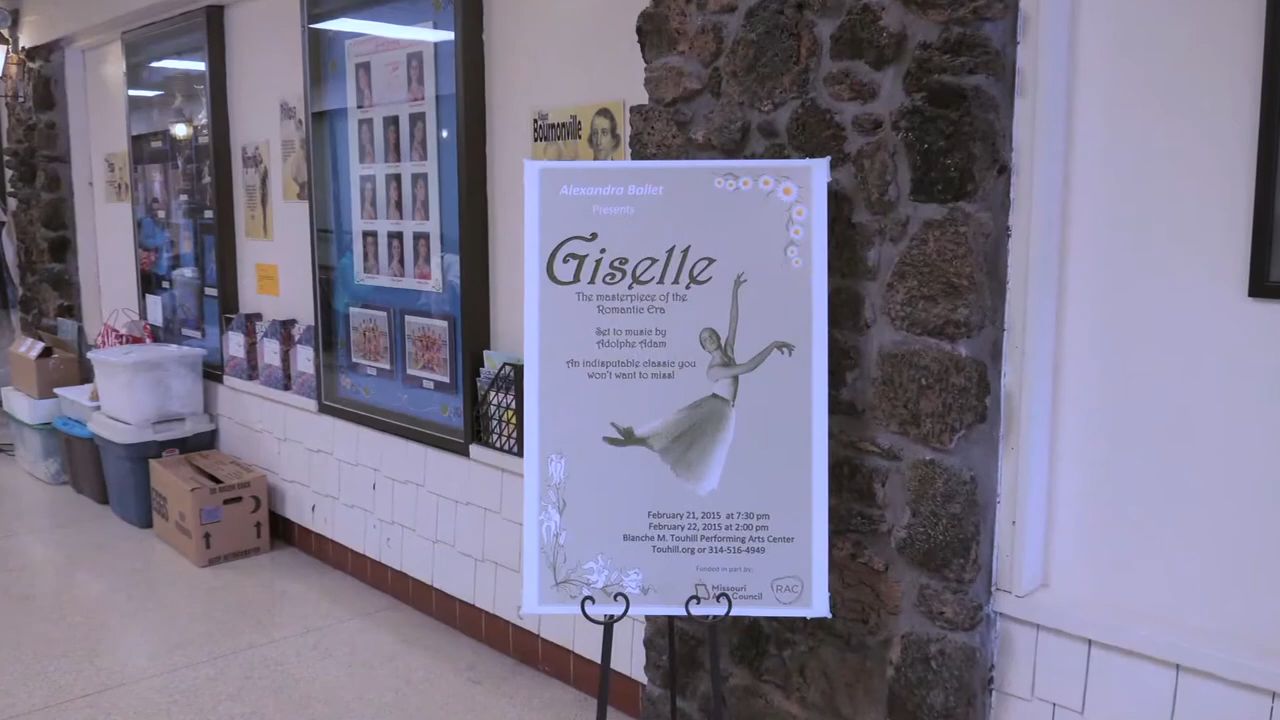 Bournonville
Alexandra Ballet
Presents
Giselle
The masterpiece of the
Romantic Era
Set to music by
Adolphe Adam
An indisputable classic you
won't want to miss!
February 21, 2015 at 7:30 pm
February 22, 2015 at 2:00 pm
Blanche M. Touhill Performing Arts Center
Touhill.org or 314-516-4949
Funded in part by:
Missouri
Council
RAC